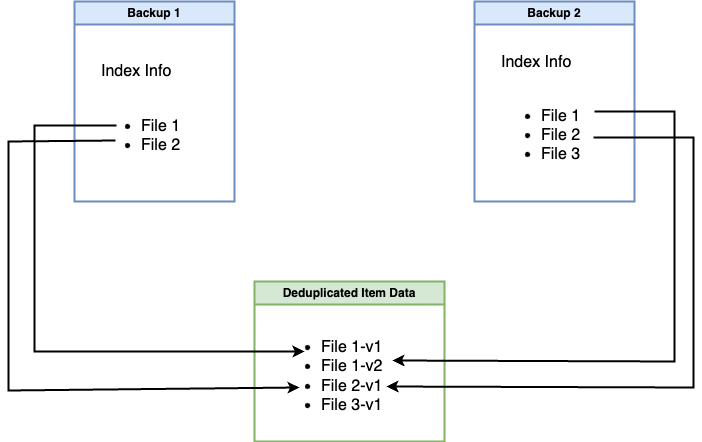 Backup 1
Index Info
• File 1
• File 2
Backup 2
Index Info
• File 1
• File 2
• File 3
Deduplicated Item Data
• File 1-v1
• File 1-v2
• File 2-v1
• File 3-v1